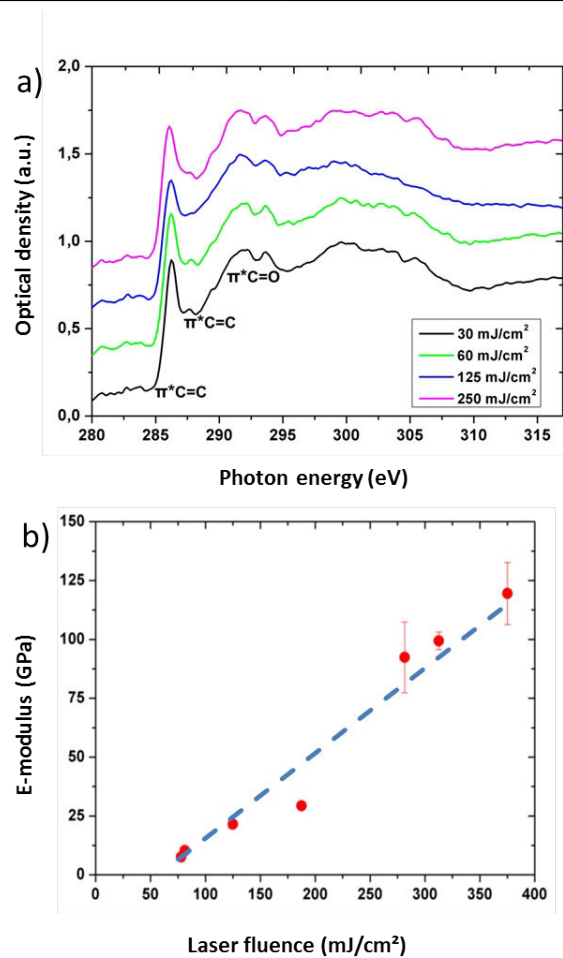 a)
2,0
1,5
1,0
0,5
0,0
Optical density (a.u.)
π*C=O
π*C=C
π*C=C
30 mJ/cm²
60 mJ/cm²
125 mJ/cm²
250 mJ/cm²
280 285 290 295 300 305 310 315
Photon energy (eV)
b)
150
125
100
75
50
25
0
E-modulus (GPa)
0 50 100 150 200 250 300 350 400
Laser fluence (mJ/cm²)